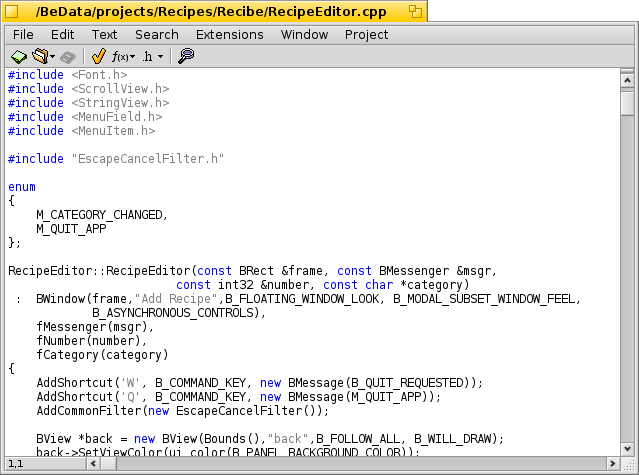 /BeData/projects/Recipes/Recibe/RecipeEditor.cpp
File Edit Text Search Extensions Window Project
f(x) .h
#include <Font.h>
#include <ScrollView.h>
#include <StringView.h>
#include <MenuField.h>
#include <MenuItem.h>
#include "EscapeCancelFilter.h"
enum
{
M_CATEGORY_CHANGED,
M_QUIT_APP
};
RecipeEditor::RecipeEditor(const BRect &frame, const BMessenger &msgr,
const int32 &number, const char *category)
: BWindow(frame,"Add Recipe",B_FLOATING_WINDOW_LOOK, B_MODAL_SUBSET_WINDOW_FEEL,
B_ASYNCHRONOUS_CONTROLS),
fMessenger(msgr),
fNumber(number),
fCategory(category)
{
AddShortcut('W', B_COMMAND_KEY, new BMessage(B_QUIT_REQUESTED));
AddShortcut('Q', B_COMMAND_KEY, new BMessage(M_QUIT_APP));
AddCommonFilter(new EscapeCancelFilter());
BView *back = new BView(Bounds(),"back",B_FOLLOW_ALL, B_WILL_DRAW);
back->SetViewColor(ui_color(B_PANEL_BACKGROUND_COLOR));
1,1